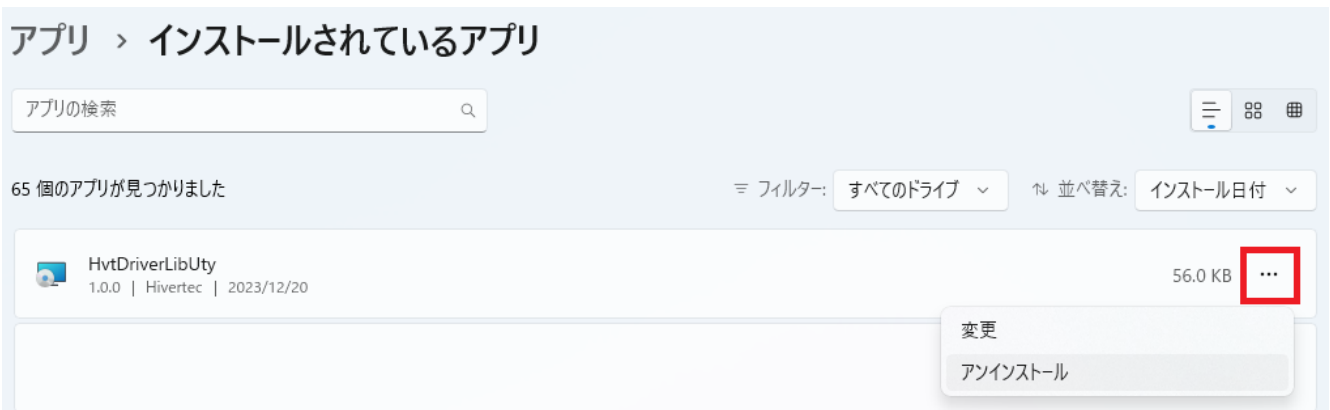 アプリ › インストールされているアプリ
アプリの検索
65 個のアプリが見つかりました
フィルター: すべてのドライブ
並べ替え: インストール日付
HvtDriverLibUty
1.0.0 | Hivertec | 2023/12/20
56.0 KB
変更
アンインストール